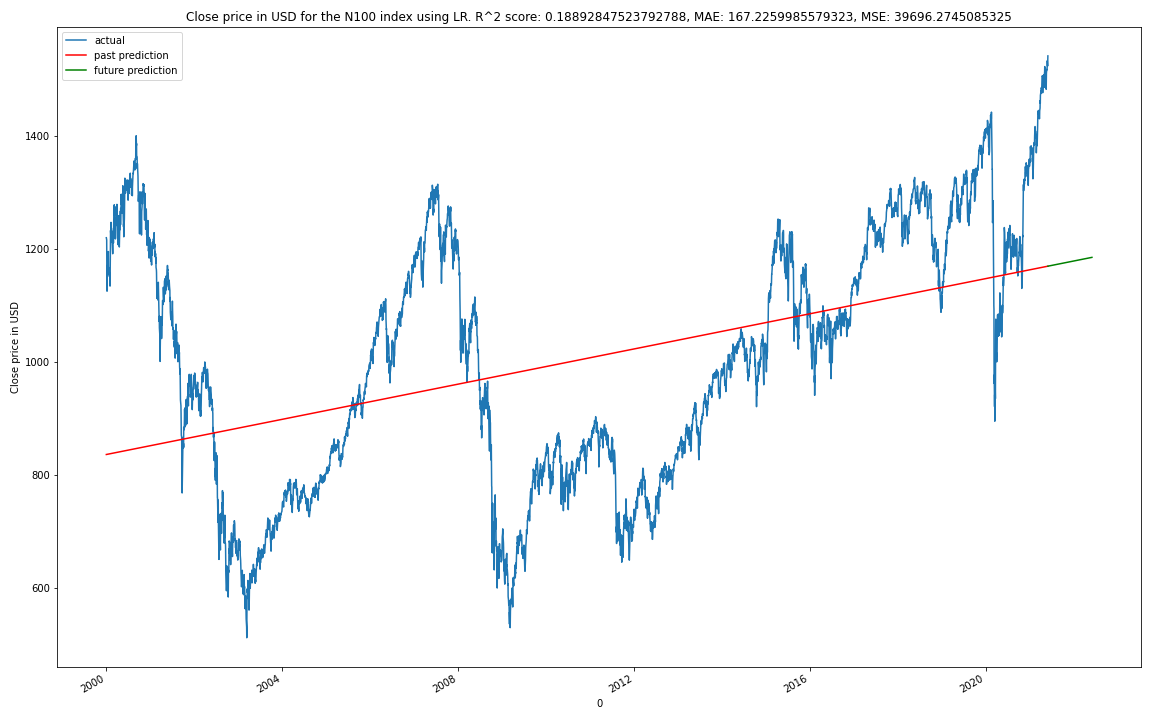 Close price in USD for the N100 index using LR. R^2 score: 0.18892847523792788, MAE: 167.2259985579323, MSE: 39696.2745085325
actual
past prediction
future prediction
1400
1200
1000
800
600
Close price in USD
2000 2004 2008 2012 2016 2020
0